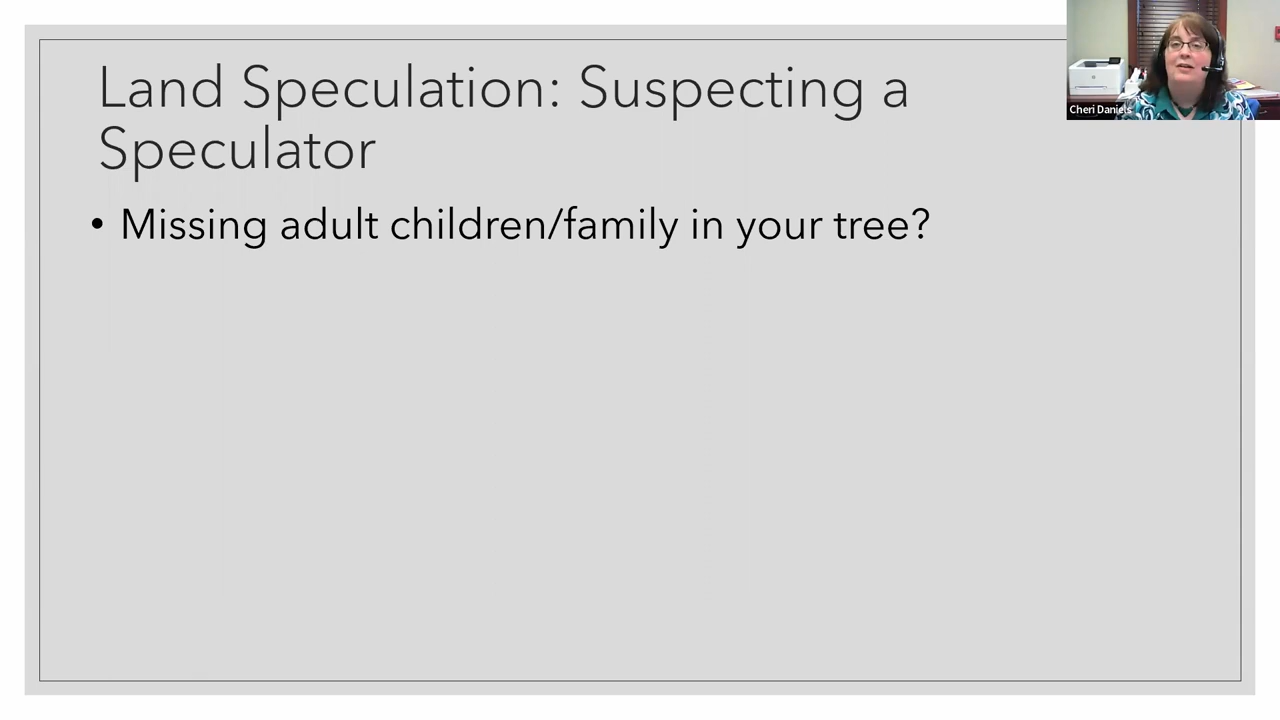 Land Speculation: Suspecting a
Speculator
• Missing adult children/family in your tree?
Cheri Daniels